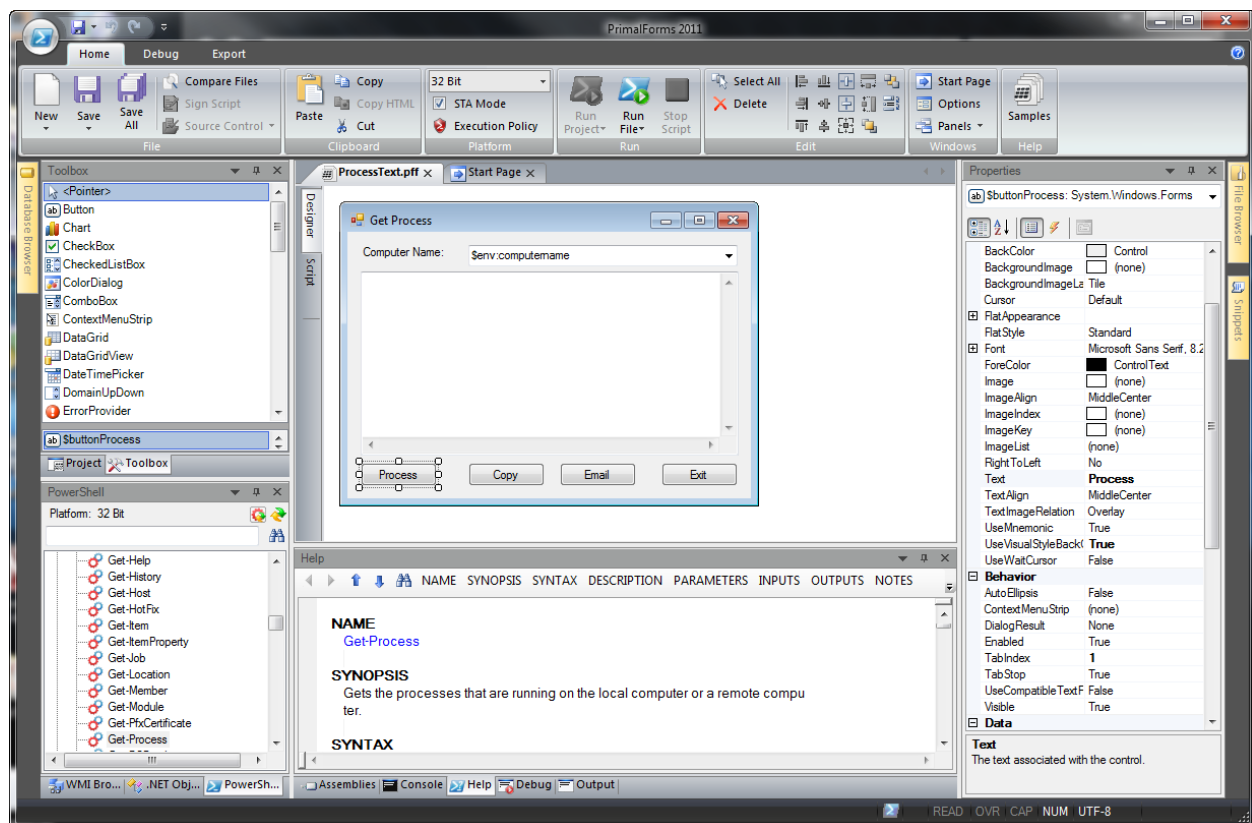 PrimalForms 2011
Home Debug Export
New
Save
Save All
Compare Files
Sign Script
Source Control
File
Paste
Copy
Copy HTML
Cut
Clipboard
32 Bit
STA Mode
Execution Policy
Platform
Run Project
Run File
Stop Script
Run
Select All
Delete
Edit
Start Page
Options
Panels
Windows
Samples
Help
Database Browser
Toolbox
<Pointer>
Button
Chart
CheckBox
CheckedListBox
ColorDialog
ComboBox
ContextMenuStrip
DataGrid
DataGridView
DateTimePicker
DomainUpDown
ErrorProvider
$buttonProcess
Project Toolbox
PowerShell
Platform: 32 Bit
Get-Help
Get-History
Get-Host
Get-HotFix
Get-Item
Get-ItemProperty
Get-Job
Get-Location
Get-Member
Get-Module
Get-PfxCertificate
Get-Process
WMI Bro... .NET Obj... PowerSh...
ProcessText.pff Start Page
Designer
Script
Get Process
Computer Name: $env:computername
Process Copy Email Exit
Help
NAME SYNOPSIS SYNTAX DESCRIPTION PARAMETERS INPUTS OUTPUTS NOTES
NAME
Get-Process
SYNOPSIS
Gets the processes that are running on the local computer or a remote compu
ter.
SYNTAX
Assemblies Console Help Debug Output
Properties
$buttonProcess: System.Windows.Forms
BackColor Control
BackgroundImage (none)
BackgroundImageLa Tile
Cursor Default
FlatAppearance
FlatStyle Standard
Font Microsoft Sans Serif, 8.2
ForeColor ControlText
Image (none)
ImageAlign MiddleCenter
ImageIndex (none)
ImageKey (none)
ImageList (none)
RightToLeft No
Text Process
TextAlign MiddleCenter
TextImageRelation Overlay
UseMnemonic True
UseVisualStyleBack( True
UseWaitCursor False
Behavior
AutoEllipsis False
ContextMenuStrip (none)
DialogResult None
Enabled True
TabIndex 1
TabStop True
UseCompatibleTextF False
Visible True
Data
Text
The text associated with the control.
File Browser
Snippets
READ OVR CAP NUM UTF-8